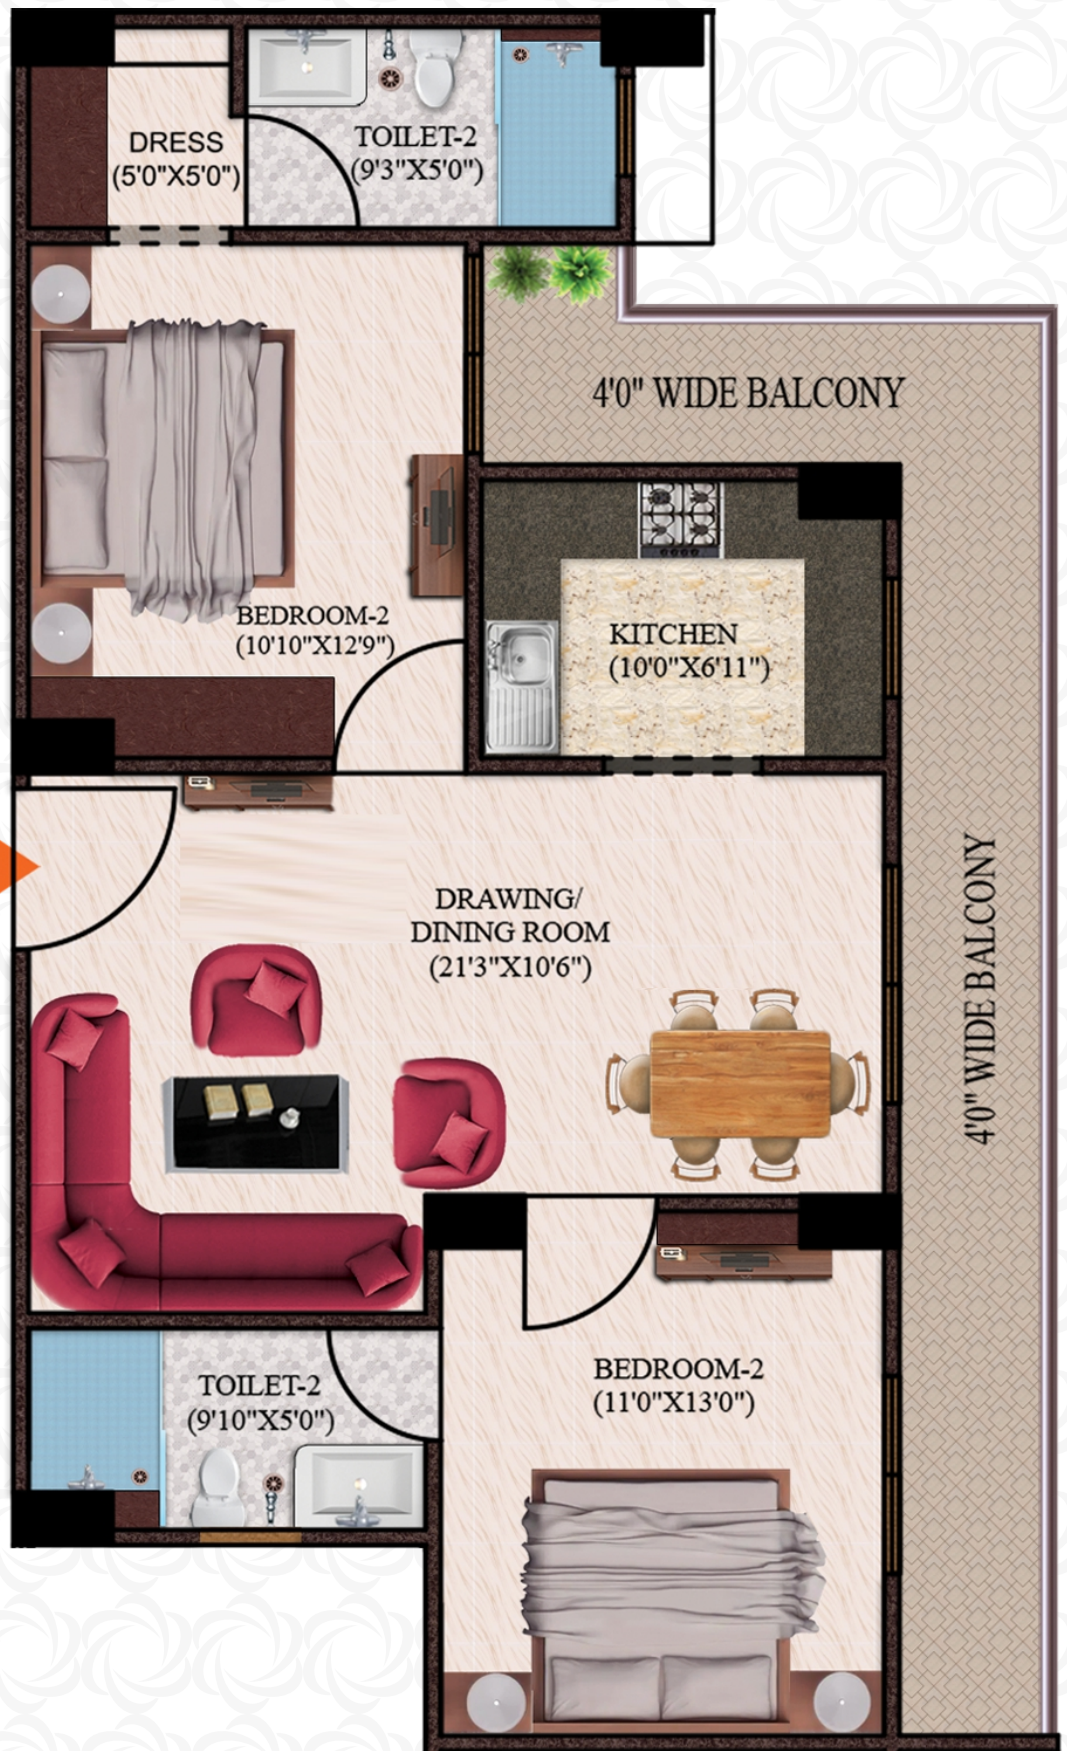 DRESS
(5'0"X5'0")
TOILET-2
(9'3"X5'0")
4'0" WIDE BALCONY
BEDROOM-2
(10'10"X12'9")
KITCHEN
(10'0"X6'11")
DRAWING/
DINING ROOM
(21'3"X10'6")
4'0" WIDE BALCONY
TOILET-2
(9'10"X5'0")
BEDROOM-2
(11'0"X13'0")